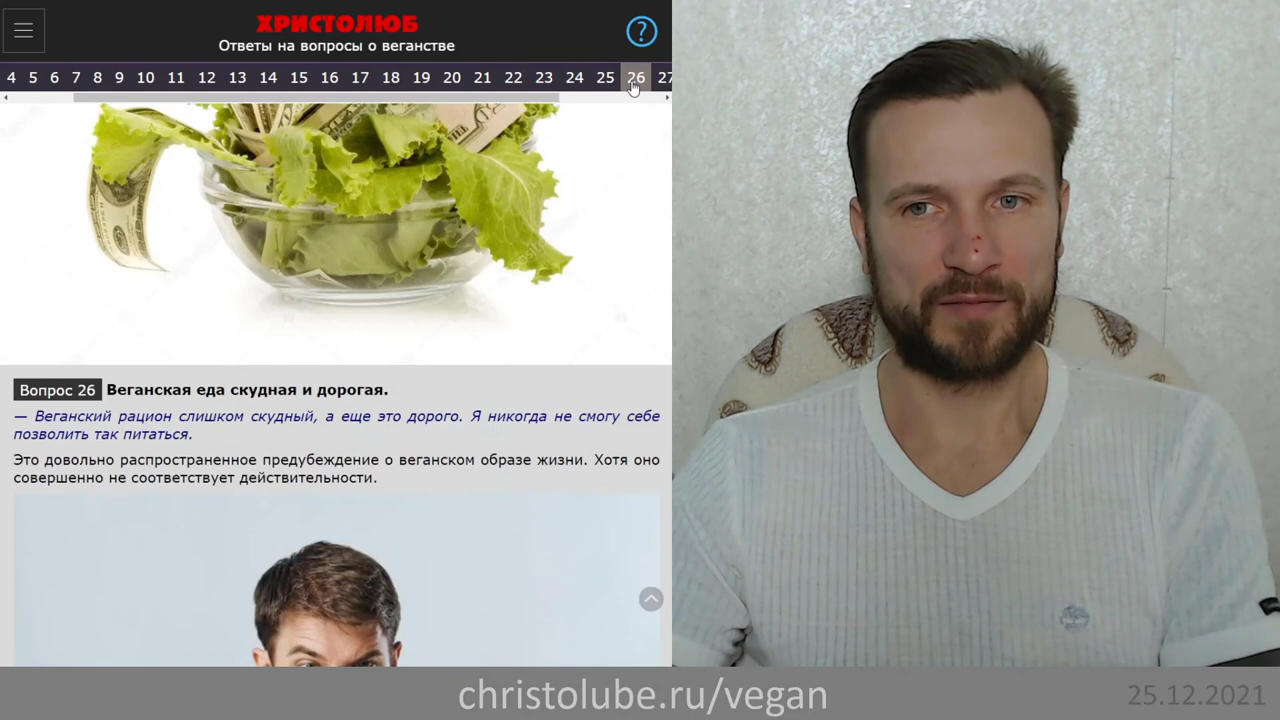 ХРИСТОЛЮБ
Ответы на вопросы о веганстве
?
4 5 6 7 8 9 10 11 12 13 14 15 16 17 18 19 20 21 22 23 24 25 26 27
Вопрос 26 Веганская еда скудная и дорогая.
— Веганский рацион слишком скудный, а еще это дорого. Я никогда не смогу себе
позволить так питаться.
Это довольно распространенное предубеждение о веганском образе жизни. Хотя оно
совершенно не соответствует действительности.
christolube.ru/vegan
25.12.2021